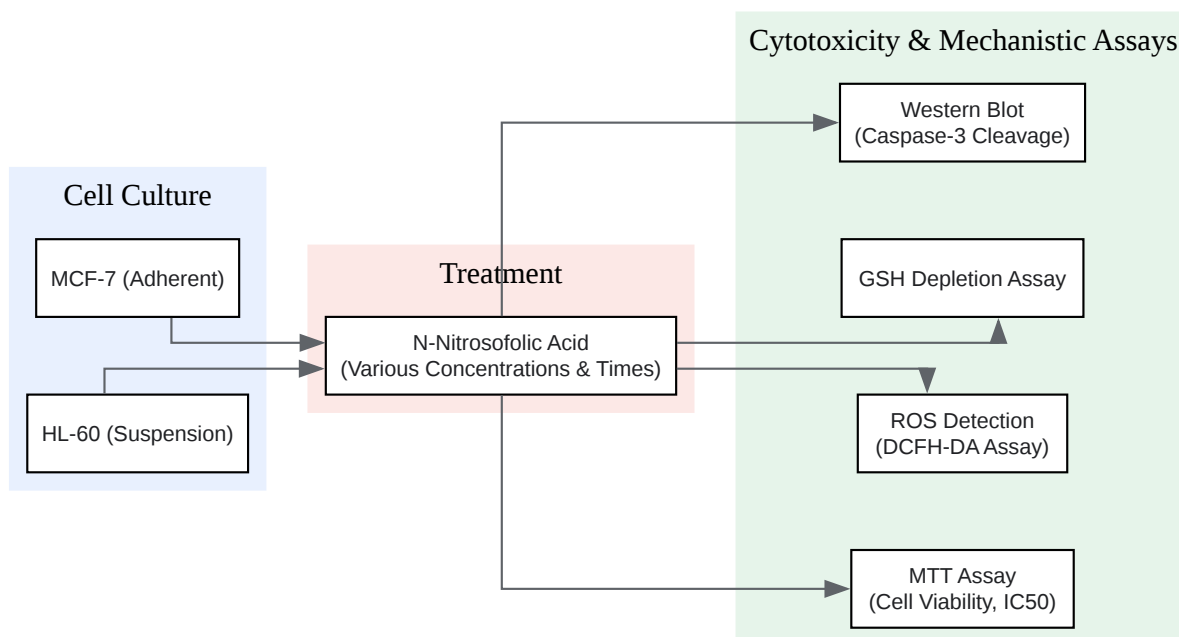 Cell Culture
MCF-7 (Adherent)
HL-60 (Suspension)
Treatment
N-Nitrosofolic Acid
(Various Concentrations & Times)
Cytotoxicity & Mechanistic Assays
Western Blot
(Caspase-3 Cleavage)
GSH Depletion Assay
ROS Detection
(DCFH-DA Assay)
MTT Assay
(Cell Viability, IC50)